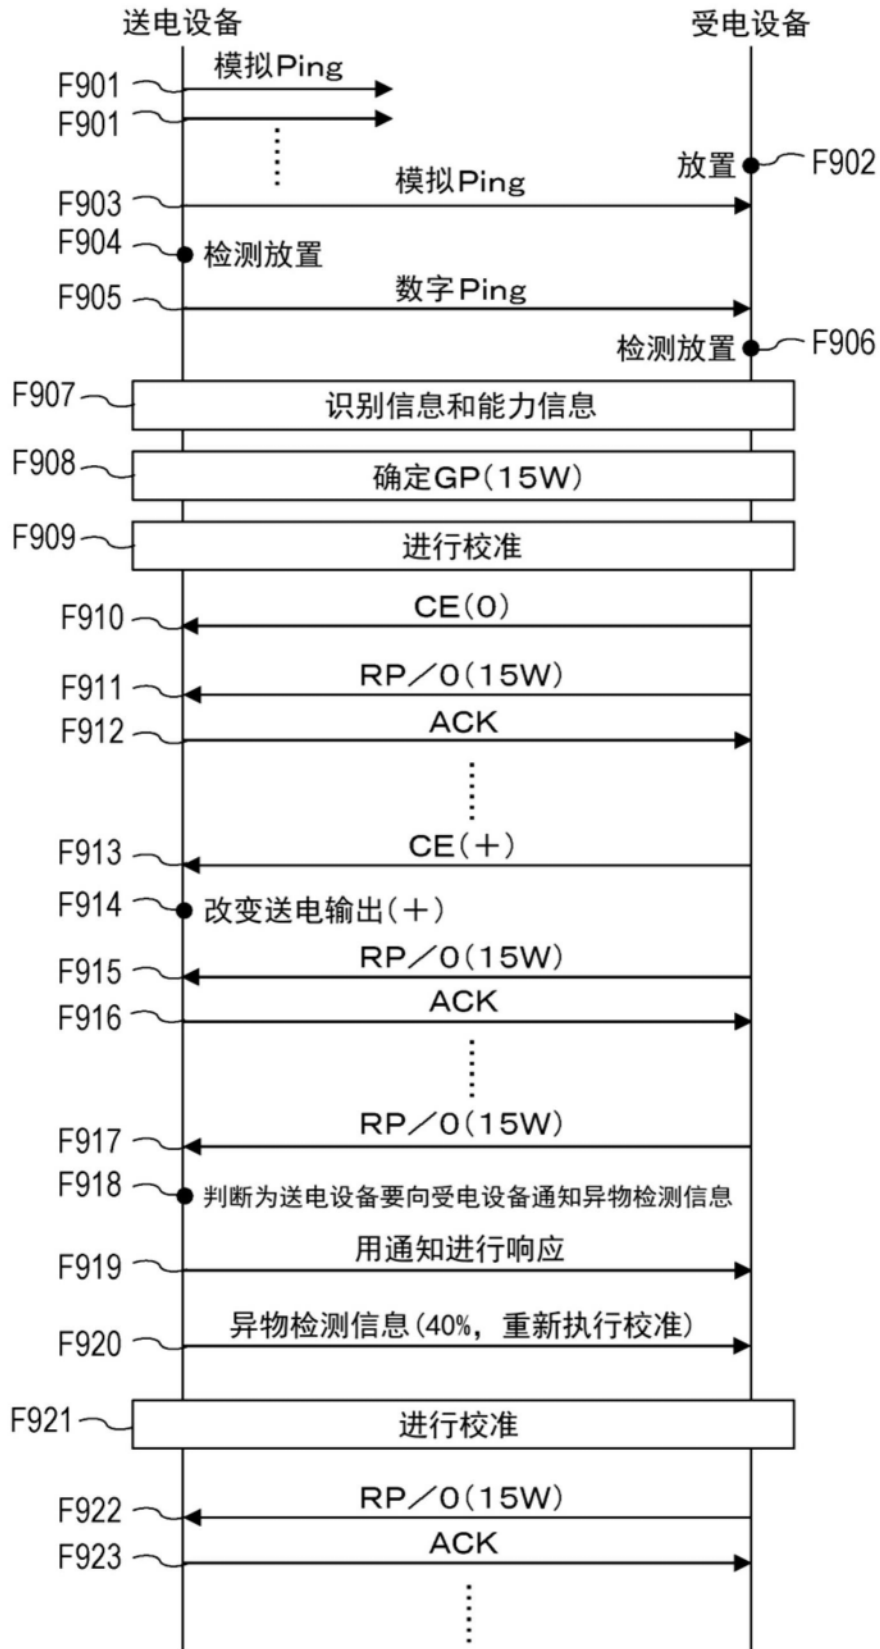 送电设备 受电设备
F901 模拟Ping
F901
放置 F902
F903 模拟Ping
F904 检测放置
F905 数字Ping
检测放置 F906
F907 识别信息和能力信息
F908 确定GP(15W)
F909 进行校准
F910 CE(0)
F911 RP/0(15W)
F912 ACK
F913 CE(+)
F914 改变送电输出(+)
F915 RP/0(15W)
F916 ACK
F917 RP/0(15W)
F918 判断为送电设备要向受电设备通知异物检测信息
F919 用通知进行响应
F920 异物检测信息(40%, 重新执行校准)
F921 进行校准
F922 RP/0(15W)
F923 ACK